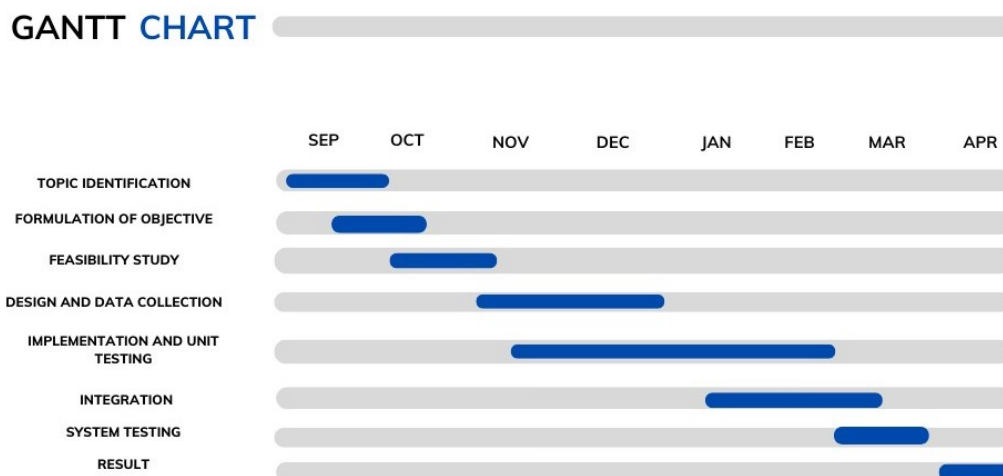 GANTT CHART
SEP OCT NOV DEC JAN FEB MAR APR
TOPIC IDENTIFICATION
FORMULATION OF OBJECTIVE
FEASIBILITY STUDY
DESIGN AND DATA COLLECTION
IMPLEMENTATION AND UNIT
TESTING
INTEGRATION
SYSTEM TESTING
RESULT